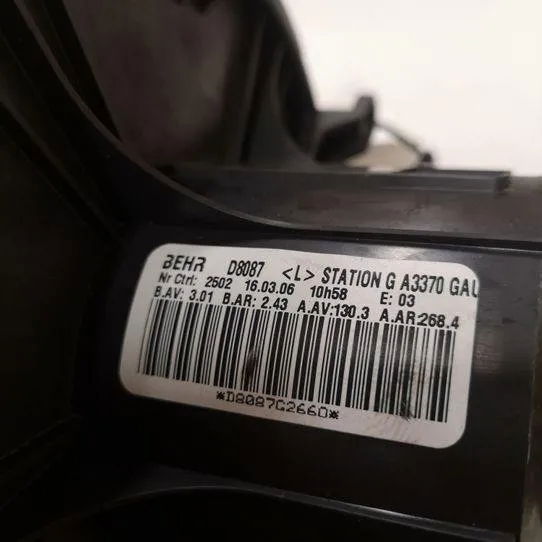 BEHR D8087 <L> STATION G A3370 GAU
Nr Ctrl: 2502 16.03.06 10h58 E: 03
B.AV: 3.01 B.AR: 2.43 A.AV:130.3 A.AR:268.4
*D8087G2660*